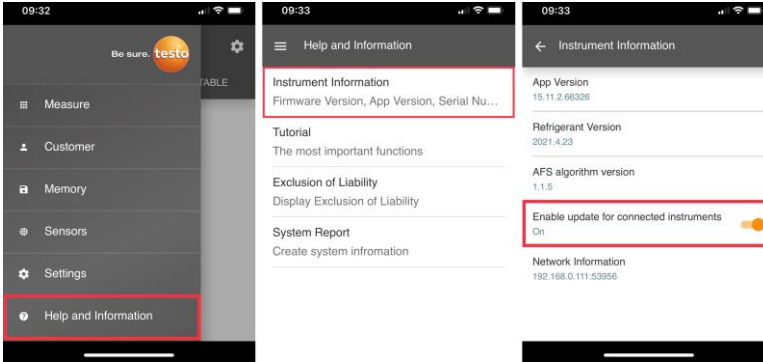 09:32
Be sure. testo
TABLE
Measure
Customer
Memory
Sensors
Settings
Help and Information
09:33
Help and Information
Instrument Information
Firmware Version, App Version, Serial Nu...
Tutorial
The most important functions
Exclusion of Liability
Display Exclusion of Liability
System Report
Create system infromation
09:33
Instrument Information
App Version
15.11.2.66326
Refrigerant Version
2021.4.23
AFS algorithm version
1.1.5
Enable update for connected instruments
On
Network Information
192.168.0.111:53956